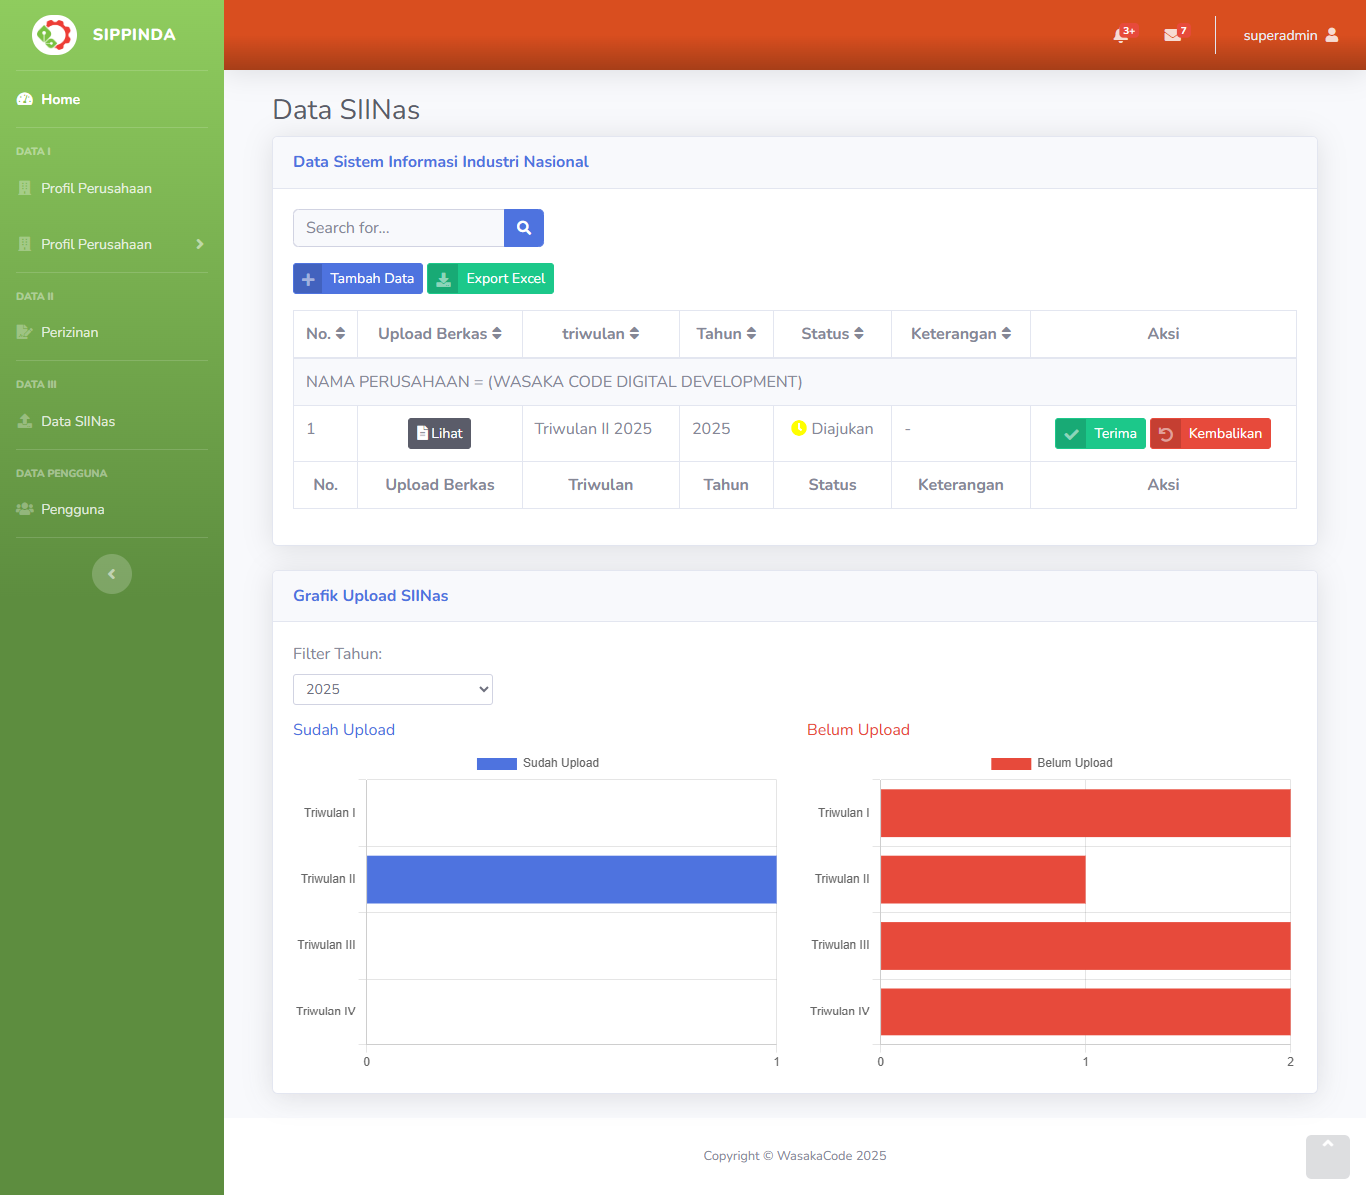 SIPPINDA
3+
7
superadmin
Home
DATA I
Profil Perusahaan
Profil Perusahaan
DATA II
Perizinan
DATA III
Data SIINas
DATA PENGGUNA
Pengguna
Data SIINas
Data Sistem Informasi Industri Nasional
Search for...
Tambah Data
Export Excel
No. Upload Berkas triwulan Tahun Status Keterangan Aksi
NAMA PERUSAHAAN = (WASAKA CODE DIGITAL DEVELOPMENT)
1 Lihat Triwulan II 2025 2025 Diajukan - Terima Kembalikan
No. Upload Berkas Triwulan Tahun Status Keterangan Aksi
Grafik Upload SIINas
Filter Tahun:
2025
Sudah Upload
Sudah Upload
Triwulan I
Triwulan II
Triwulan III
Triwulan IV
0 1
Belum Upload
Belum Upload
Triwulan I
Triwulan II
Triwulan III
Triwulan IV
0 1 2
Copyright © WasakaCode 2025